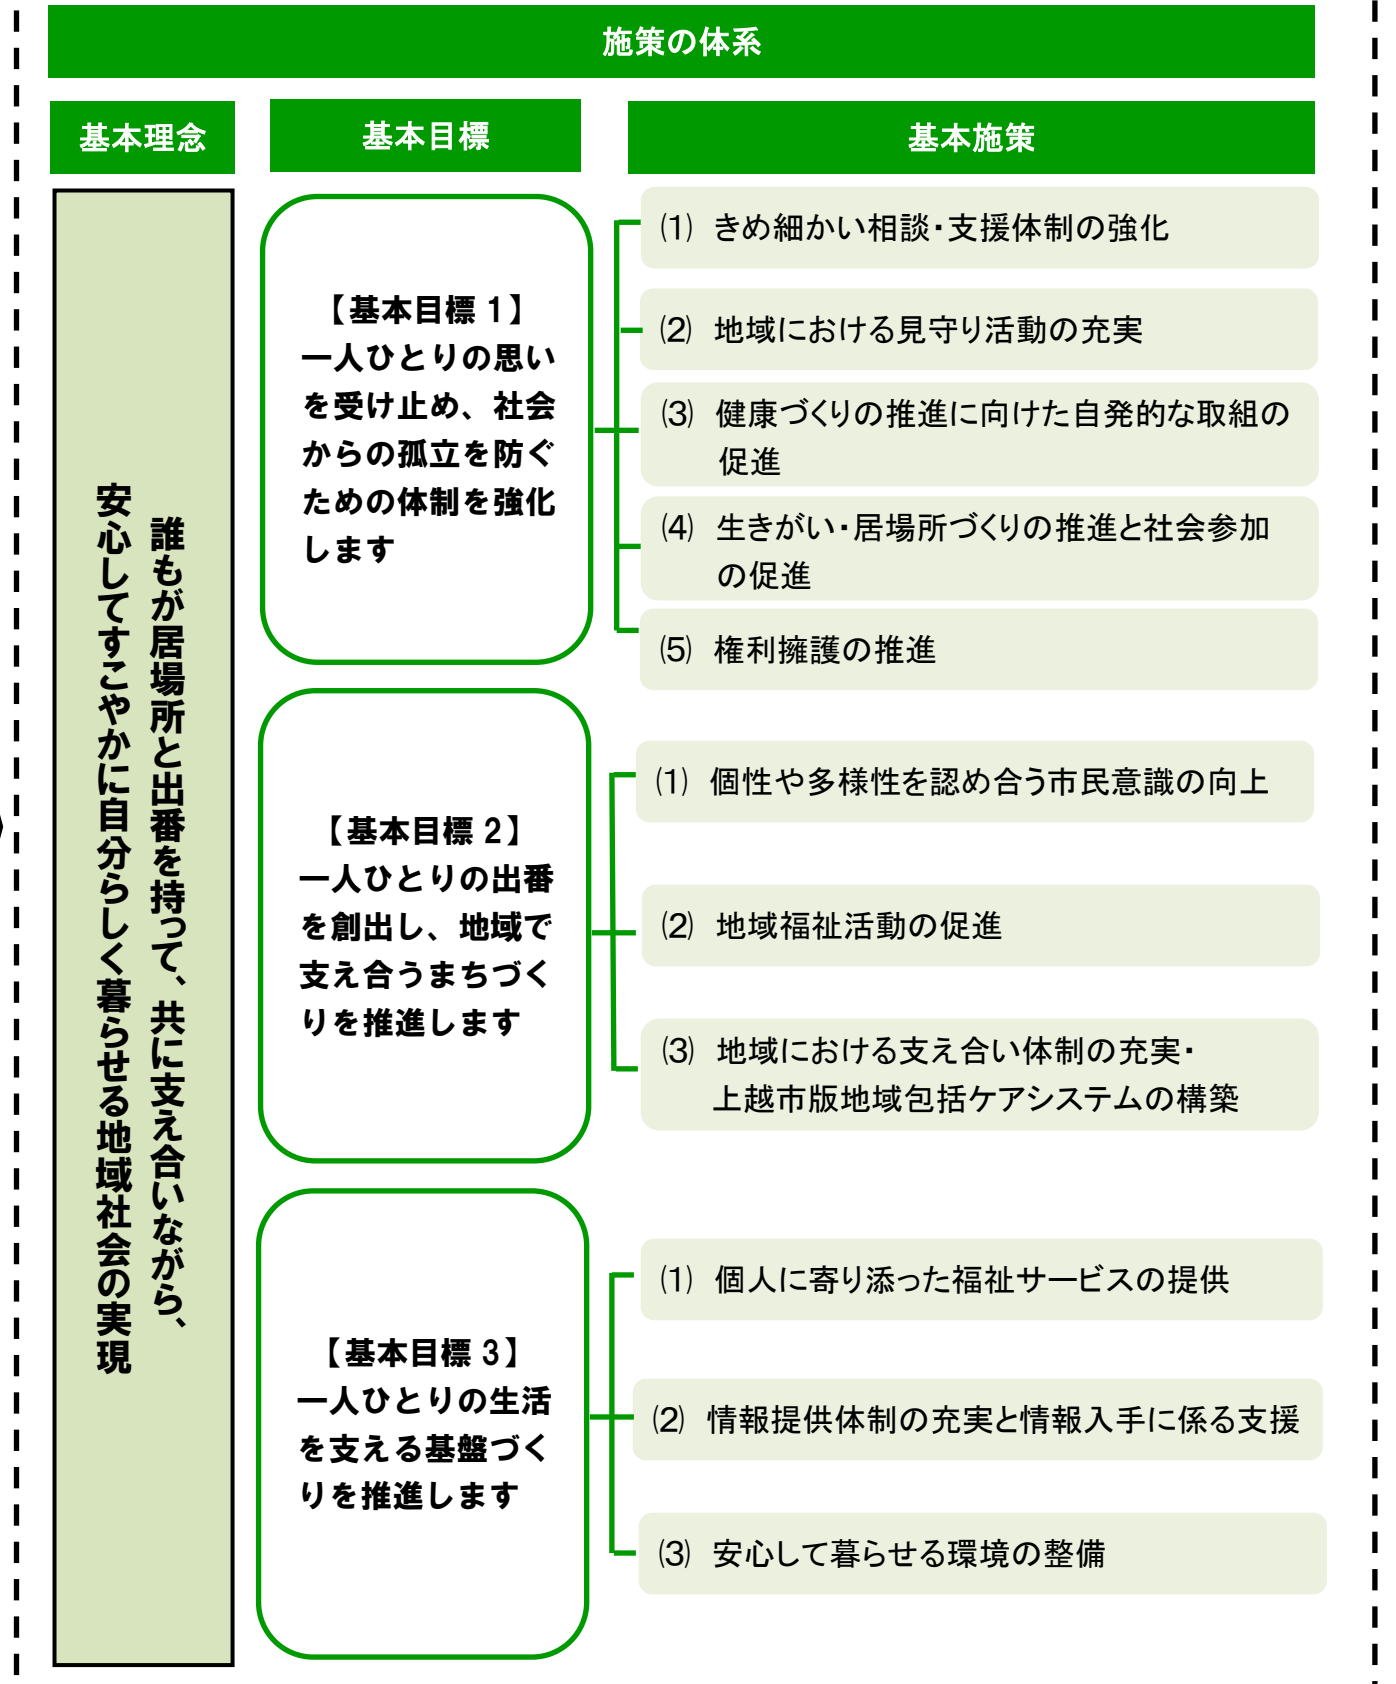 施策の体系
基本理念
基本目標
基本施策
誰もが居場所と出番を持って、共に支え合いながら、
安心してすこやかに自分らしく暮らせる地域社会の実現
【基本目標 1】
一人ひとりの思い
を受け止め、社会
からの孤立を防ぐ
ための体制を強化
します
⑴ きめ細かい相談・支援体制の強化
⑵ 地域における見守り活動の充実
⑶ 健康づくりの推進に向けた自発的な取組の
促進
⑷ 生きがい・居場所づくりの推進と社会参加
の促進
⑸ 権利擁護の推進
【基本目標 2】
一人ひとりの出番
を創出し、地域で
支え合うまちづく
りを推進します
⑴ 個性や多様性を認め合う市民意識の向上
⑵ 地域福祉活動の促進
⑶ 地域における支え合い体制の充実・
上越市版地域包括ケアシステムの構築
【基本目標 3】
一人ひとりの生活
を支える基盤づく
りを推進します
⑴ 個人に寄り添った福祉サービスの提供
⑵ 情報提供体制の充実と情報入手に係る支援
⑶ 安心して暮らせる環境の整備